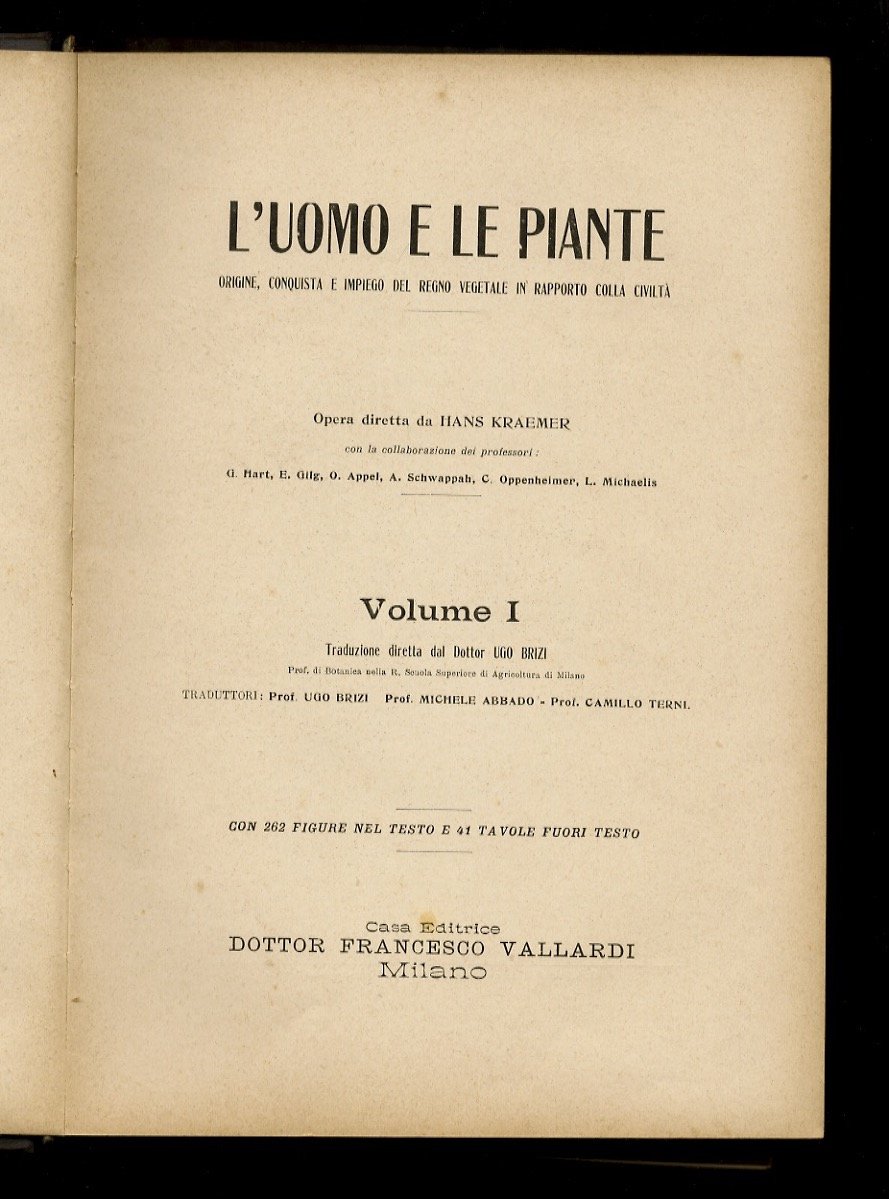 L'UOMO E LE PIANTE
ORIGINE, CONQUISTA E IMPIEGO DEL REGNO VEGETALE IN RAPPORTO COLLA CIVILTÀ
Opera diretta da HANS KRAEMER
con la collaborazione dei professori:
G. Hart, E. Gilg, O. Appel, A. Schwappah, C. Oppenheimer, L. Michaelis
Volume I
Traduzione diretta dal Dottor UGO BRIZI
Prof. di Botanica nella R. Scuola Superiore di Agricoltura di Milano
TRADUTTORI: Prof. UGO BRIZI Prof. MICHELE ABBADO - Prof. CAMILLO TERNI.
CON 262 FIGURE NEL TESTO E 41 TAVOLE FUORI TESTO
Casa Editrice
DOTTOR FRANCESCO VALLARDI
Milano